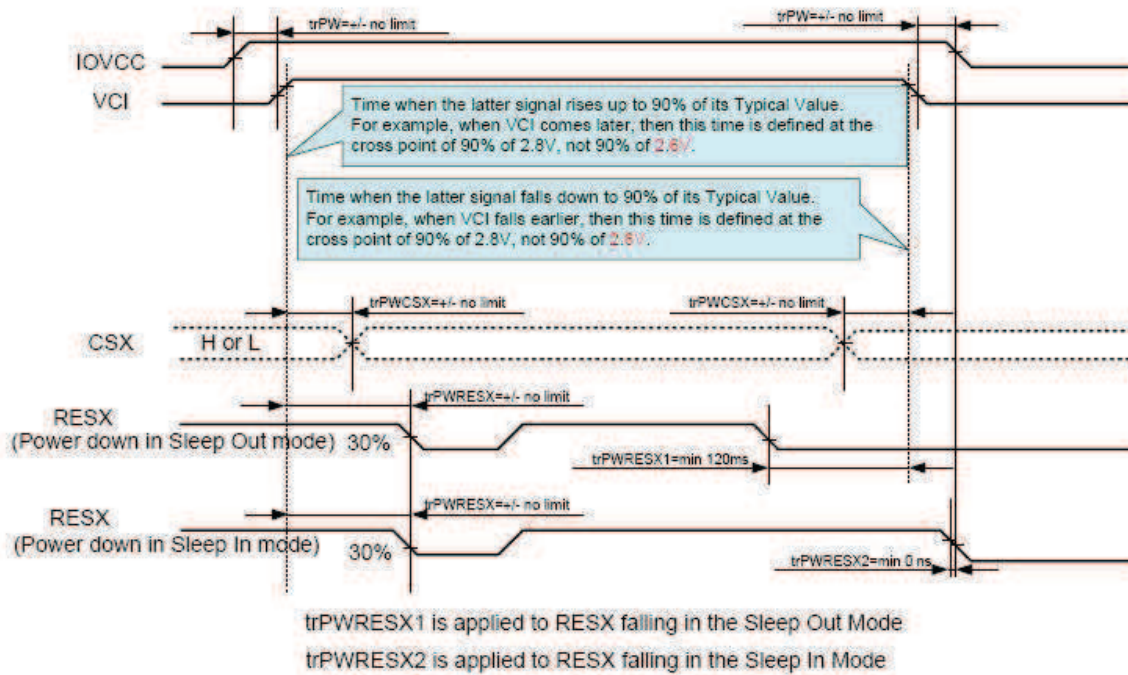 trPW=+/- no limit
trPW=+/- no limit
IOVCC
VCI
Time when the latter signal rises up to 90% of its Typical Value.
For example, when VCI comes later, then this time is defined at the
cross point of 90% of 2.8V, not 90% of 2.6V.
Time when the latter signal falls down to 90% of its Typical Value.
For example, when VCI falls earlier, then this time is defined at the
cross point of 90% of 2.8V, not 90% of 2.6V.
trPWCSX=+/- no limit
trPWCSX=+/- no limit
CSX
H or L
trPWRESX=+/- no limit
RESX
(Power down in Sleep Out mode)
30%
trPWRESX1=min 120ms
trPWRESX=+/- no limit
RESX
(Power down in Sleep In mode)
30%
trPWRESX2=min 0 ns
trPWRESX1 is applied to RESX falling in the Sleep Out Mode
trPWRESX2 is applied to RESX falling in the Sleep In Mode